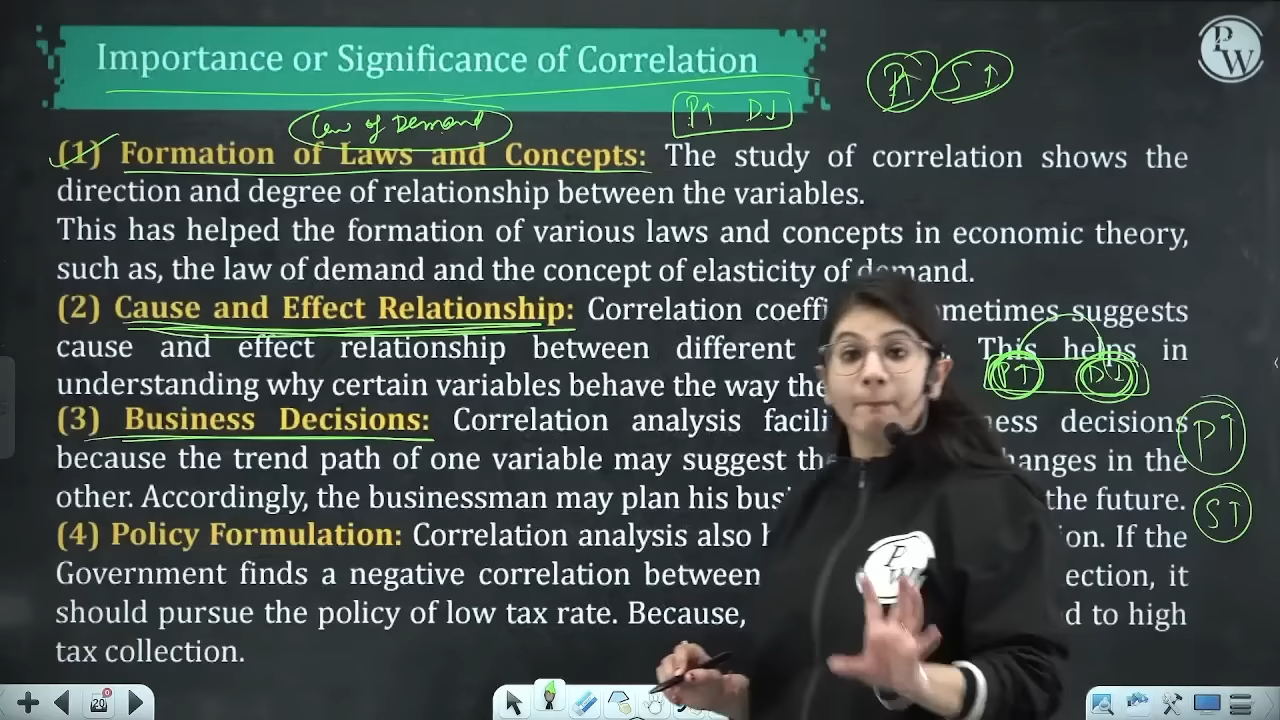 Importance or Significance of Correlation
P↑ S↑
PW
Law of Demand
P↑ D↓
(1) Formation of Laws and Concepts: The study of correlation shows the
direction and degree of relationship between the variables.
This has helped the formation of various laws and concepts in economic theory,
such as, the law of demand and the concept of elasticity of demand.
(2) Cause and Effect Relationship: Correlation coeffi ometimes suggests
cause and effect relationship between different This helps in
P↑ D↓
understanding why certain variables behave the way the
(3) Business Decisions: Correlation analysis facili ness decisions
P↑
because the trend path of one variable may suggest the hanges in the
other. Accordingly, the businessman may plan his busi the future.
S↑
(4) Policy Formulation: Correlation analysis also h on. If the
Government finds a negative correlation between ection, it
should pursue the policy of low tax rate. Because, d to high
tax collection.
PW
20